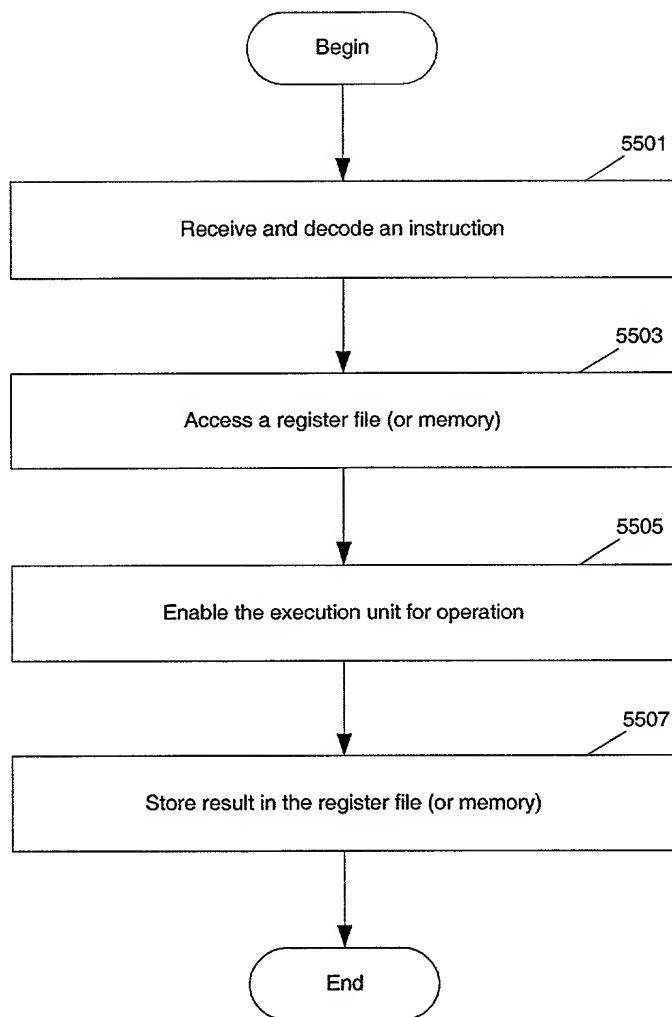 Begin
5501
Receive and decode an instruction
5503
Access a register file (or memory)
5505
Enable the execution unit for operation
5507
Store result in the register file (or memory)
End